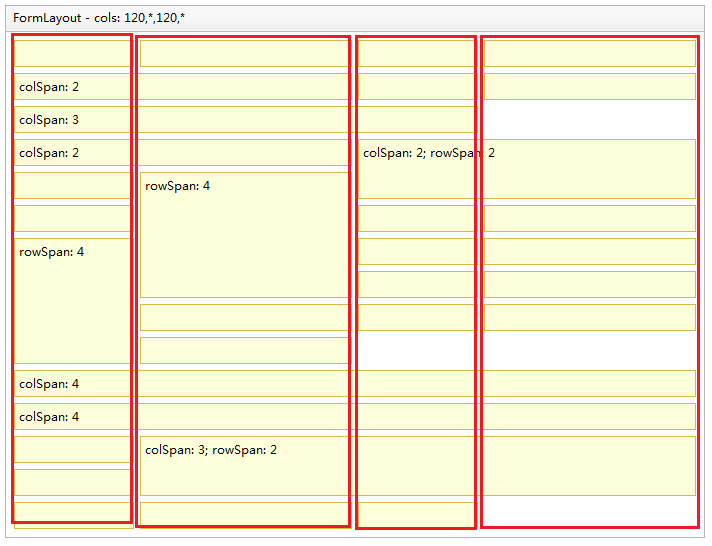 FormLayout - cols: 120,*,120,*
colSpan: 2
colSpan: 3
colSpan: 2
colSpan: 2; rowSpan: 2
rowSpan: 4
rowSpan: 4
colSpan: 4
colSpan: 4
colSpan: 3; rowSpan: 2